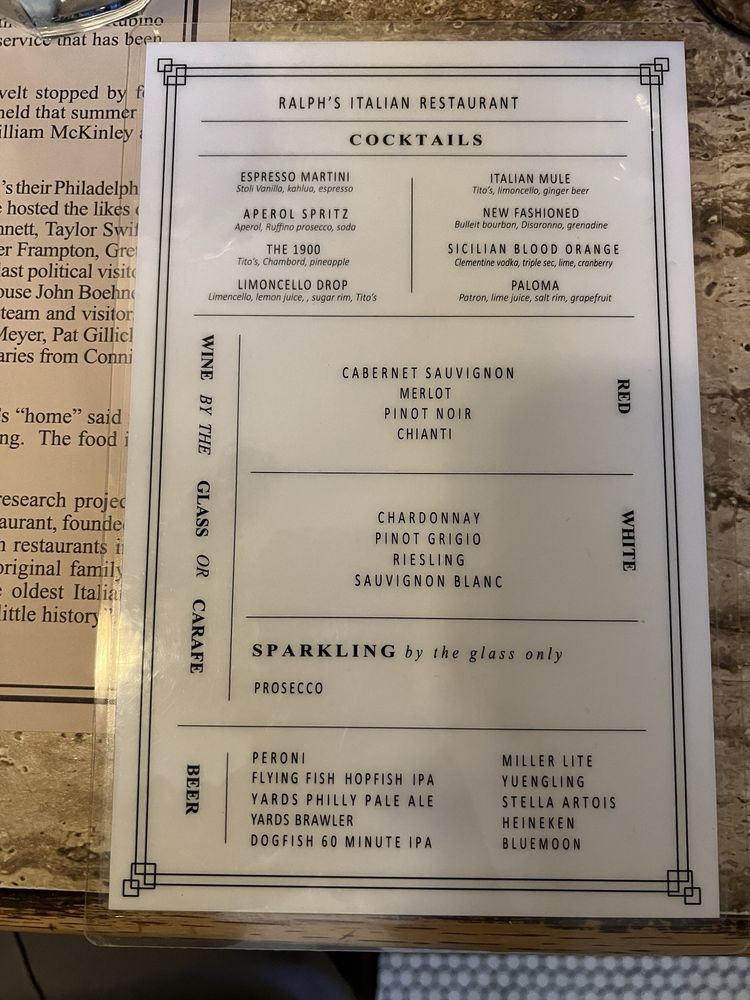 service that has been
velt stopped by
held that summer
illiam McKinley
's their Philadelph
hosted the likes
nnett, Taylor Swif
er Frampton, Gre
last political visito
ouse John Boehne
team and visitor
Meyer, Pat Gillick
aries from Conni
's “home” said
ng. The food i
research projec
aurant, founde
n restaurants i
original family
oldest Italia
little history”
RALPH'S ITALIAN RESTAURANT
COCKTAILS
ESPRESSO MARTINI
Stoli Vanilla, kahlua, espresso
APEROL SPRITZ
Aperol, Ruffino prosecco, soda
THE 1900
Tito's, Chambord, pineapple
LIMONCELLO DROP
Limencello, lemon juice, , sugar rim, Tito's
ITALIAN MULE
Tito's, limoncello, ginger beer
NEW FASHIONED
Bulleit bourbon, Disaronno, grenadine
SICILIAN BLOOD ORANGE
Clementine vodka, triple sec, lime, cranberry
PALOMA
Patron, lime juice, salt rim, grapefruit
WINE BY THE GLASS OR CARAFE
CABERNET SAUVIGNON
MERLOT
PINOT NOIR
CHIANTI
RED
CHARDONNAY
PINOT GRIGIO
RIESLING
SAUVIGNON BLANC
WHITE
SPARKLING by the glass only
PROSECCO
BEER
PERONI
FLYING FISH HOPFISH IPA
YARDS PHILLY PALE ALE
YARDS BRAWLER
DOGFISH 60 MINUTE IPA
MILLER LITE
YUENGLING
STELLA ARTOIS
HEINEKEN
BLUEMOON